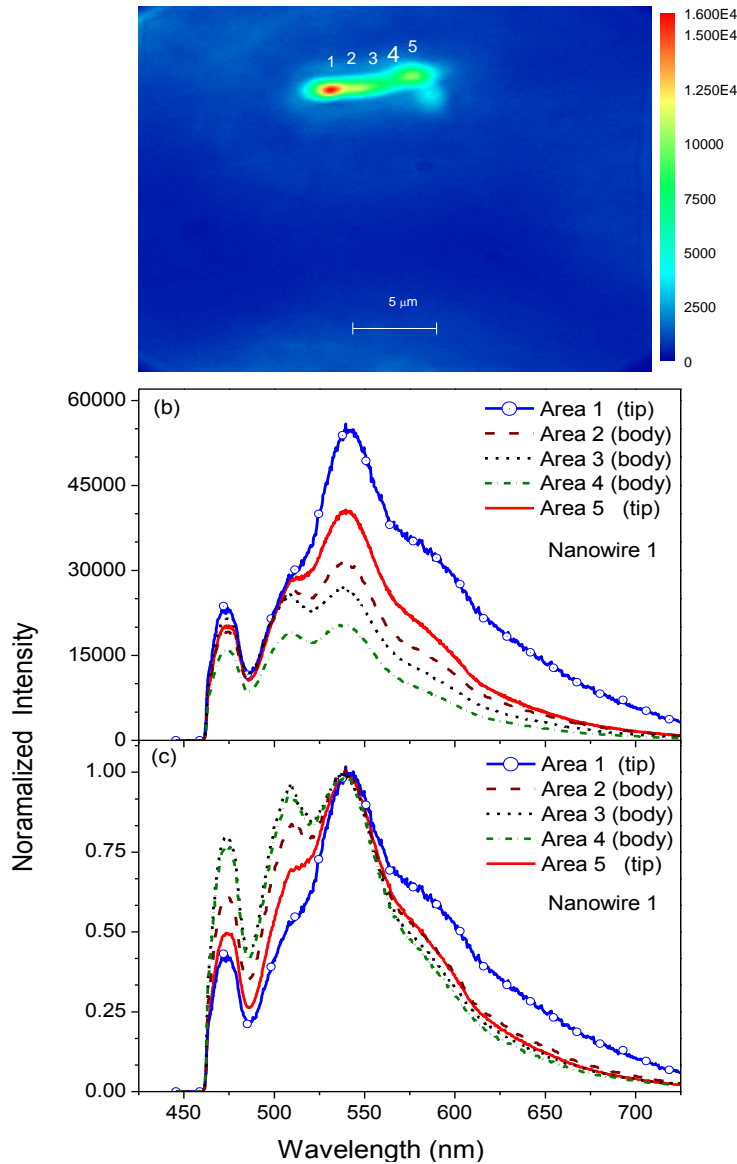 1 2 3 4 5
1.600E4
1.250E4
10000
7500
5000
2500
0
5 μm
60000
45000
30000
15000
0
(b)
Area 1 (tip)
Area 2 (body)
Area 3 (body)
Area 4 (body)
Area 5 (tip)
Nanowire 1
Noramalized Intensity
1.00
0.75
0.50
0.25
0.00
(c)
Area 1 (tip)
Area 2 (body)
Area 3 (body)
Area 4 (body)
Area 5 (tip)
Nanowire 1
450 500 550 600 650 700
Wavelength (nm)